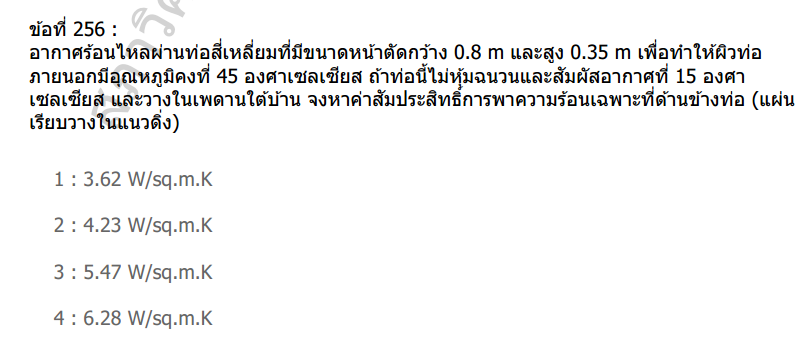 ข้อที่ 256 :
อากาศร้อนไหลผ่านท่อสี่เหลี่ยมที่มีขนาดหน้าตัดกว้าง 0.8 m และสูง 0.35 m เพื่อทำให้ผิวท่อ
ภายนอกมีอุณหภูมิคงที่ 45 องศาเซลเซียส ถ้าท่อนี้ไม่หุ้มฉนวนและสัมผัสอากาศที่ 15 องศา
เซลเซียส และวางในเพดานใต้บ้าน จงหาค่าสัมประสิทธิ์การพาความร้อนเฉพาะที่ด้านข้างท่อ (แผ่น
เรียบวางในแนวดิ่ง)
1 : 3.62 W/sq.m.K
2 : 4.23 W/sq.m.K
3 : 5.47 W/sq.m.K
4 : 6.28 W/sq.m.K